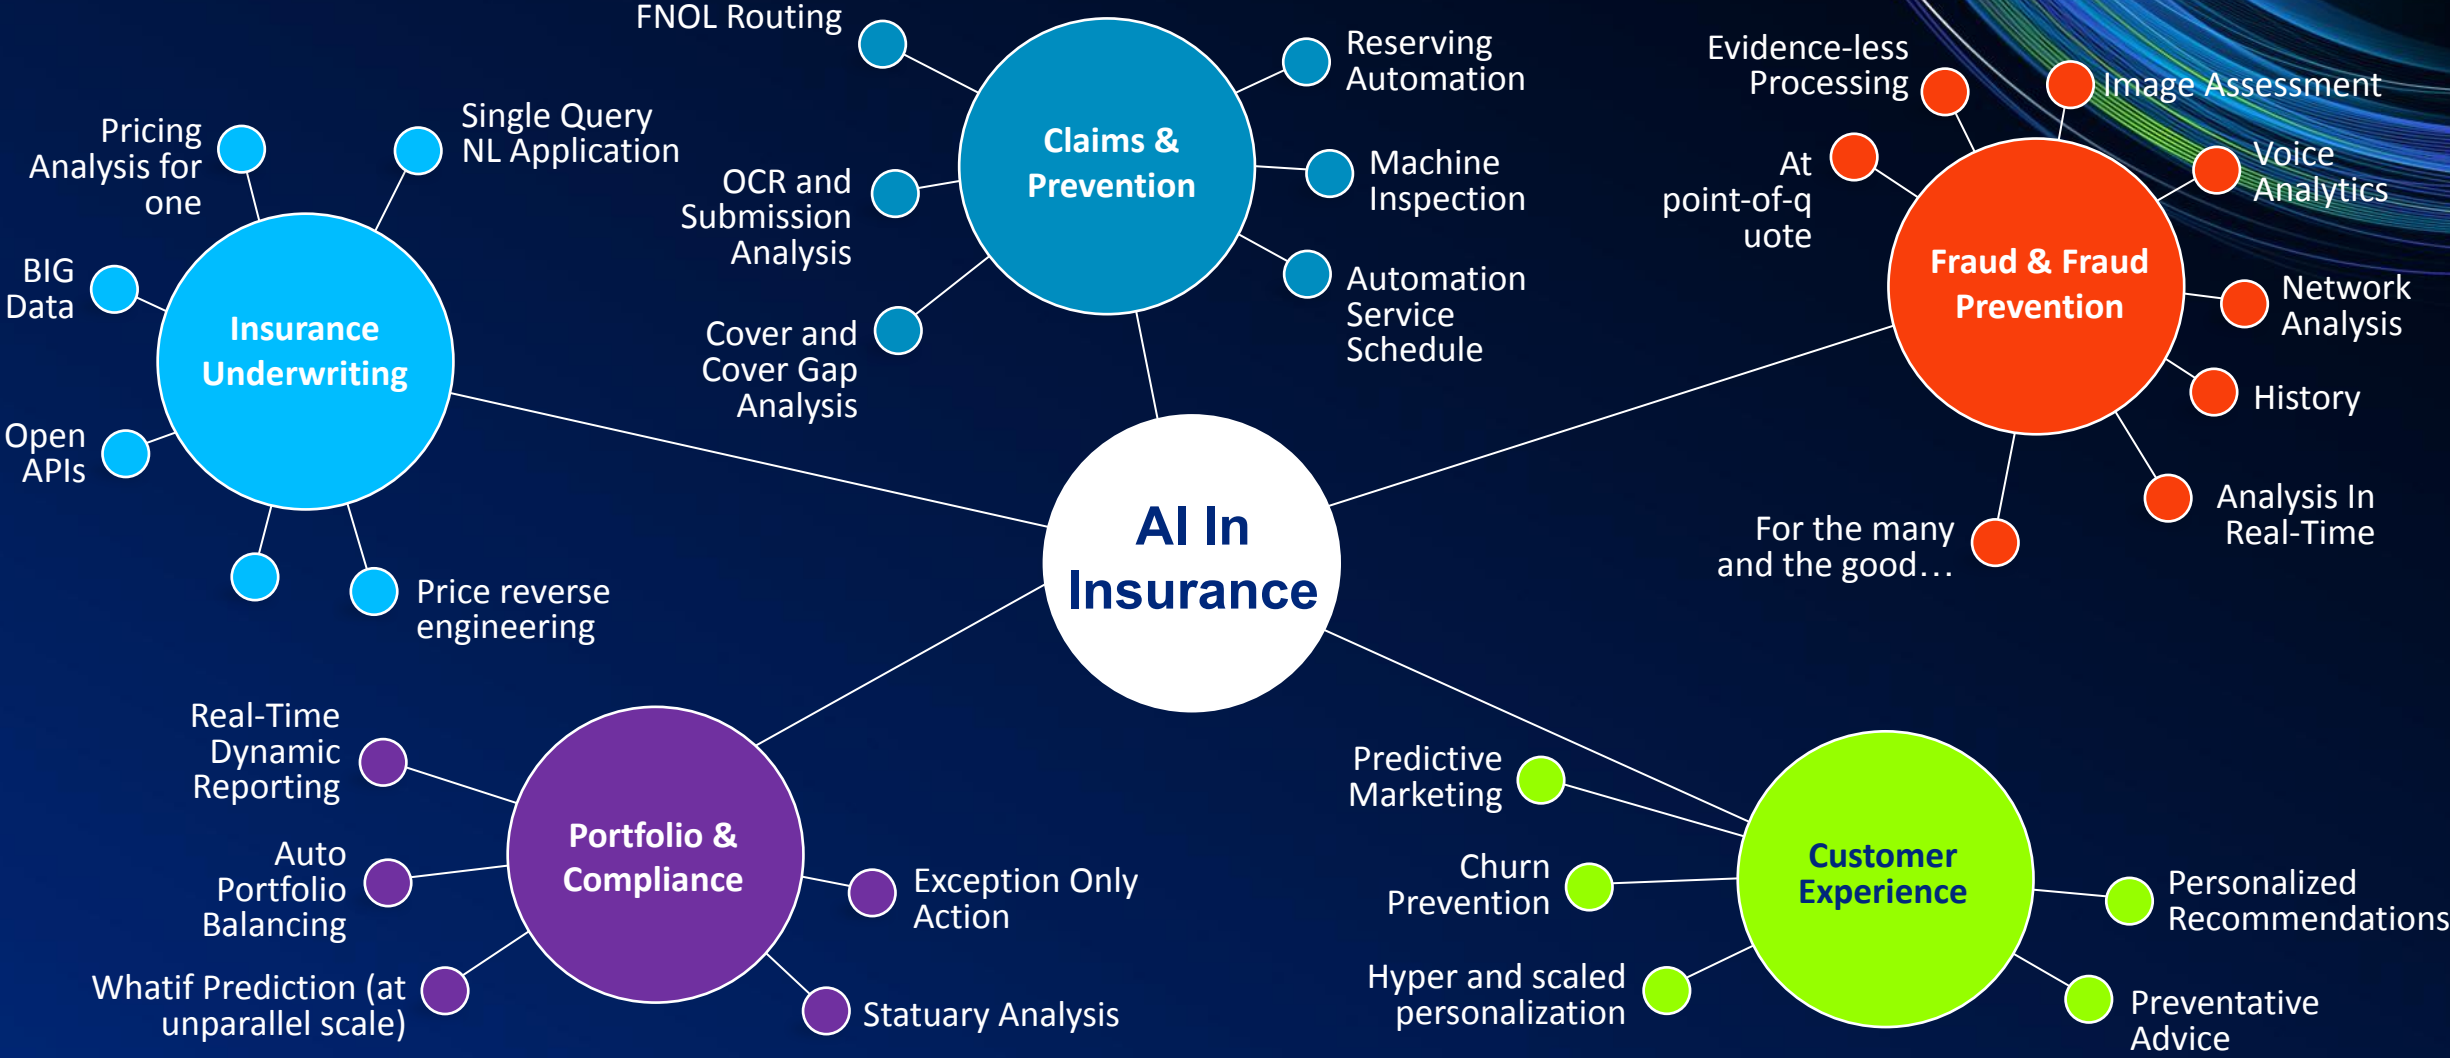 FNOL Routing
Reserving
Automation
Claims &
Prevention
OCR and
Submission
Analysis
Machine
Inspection
Cover and
Cover Gap
Analysis
Automation
Service
Schedule
Pricing
Analysis for
one
Single Query
NL Application
BIG
Data
Insurance
Underwriting
Open
APIs
Price reverse
engineering
Evidence-less
Processing
Image Assessment
At
point-of-q
uote
Voice
Analytics
Fraud & Fraud
Prevention
Network
Analysis
History
Analysis In
Real-Time
For the many
and the good…
AI In
Insurance
Real-Time
Dynamic
Reporting
Portfolio &
Compliance
Auto
Portfolio
Balancing
Exception Only
Action
Whatif Prediction (at
unparallel scale)
Statuary Analysis
Predictive
Marketing
Customer
Experience
Churn
Prevention
Personalized
Recommendations
Hyper and scaled
personalization
Preventative
Advice